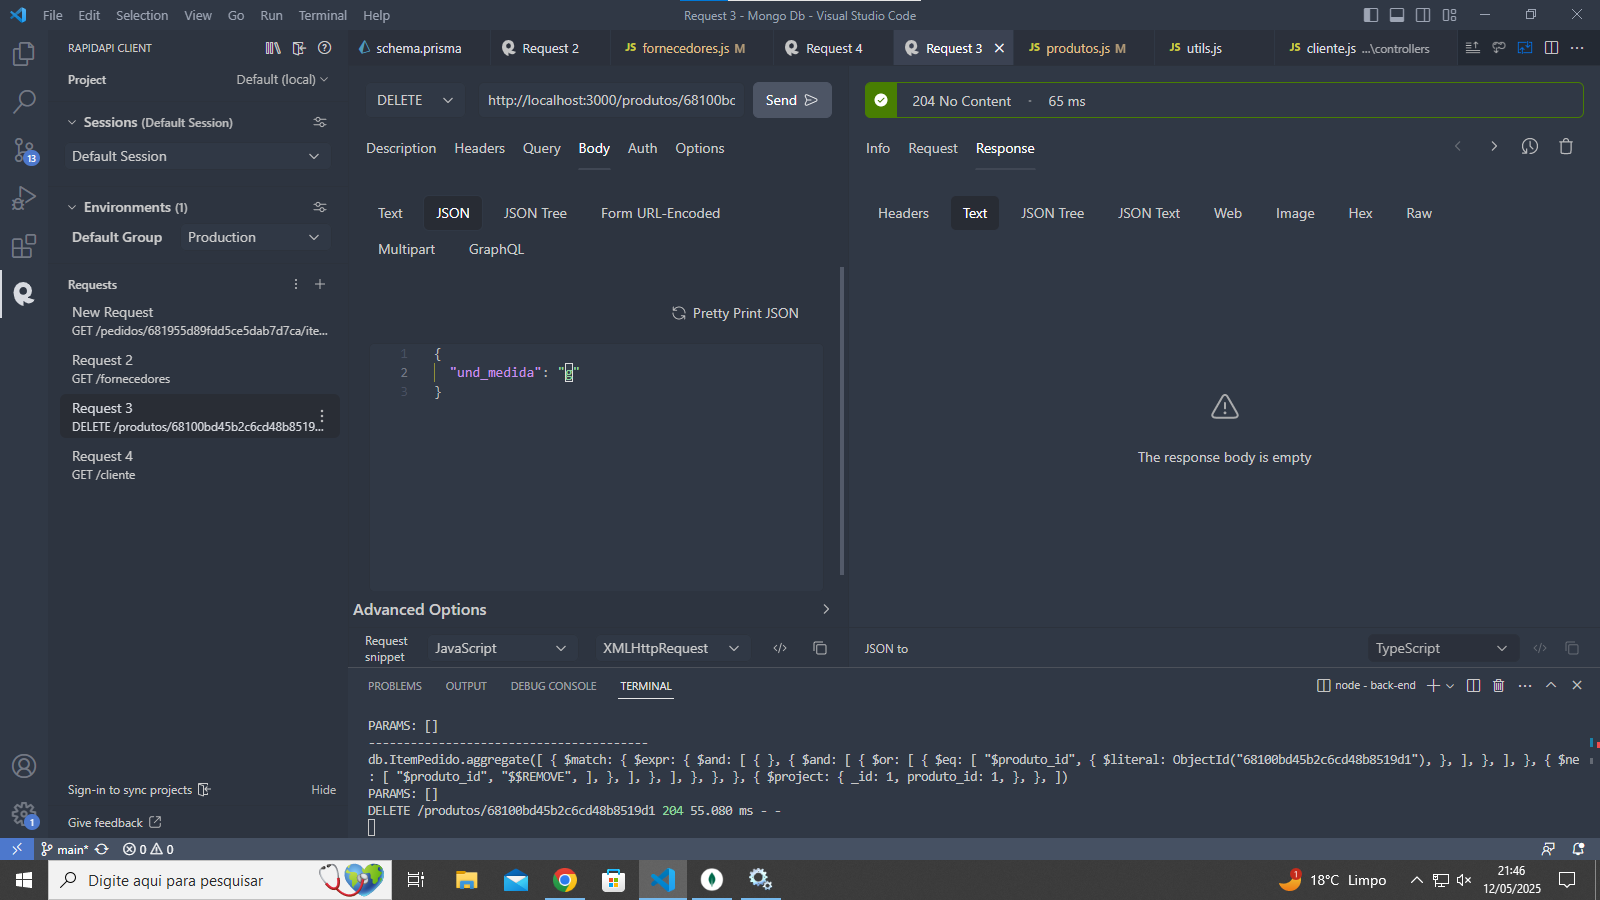 File Edit Selection View Go Run Terminal Help
Request 3 - Mongo Db - Visual Studio Code
RAPIDAPI CLIENT
schema.prisma
Request 2
JS fornecedores.js M
Request 4
Request 3
JS produtos.js M
JS utils.js
JS cliente.js ...\controllers
Project
Default (local)
Sessions (Default Session)
Default Session
Environments (1)
Default Group
Production
Requests
New Request
GET /pedidos/681955d89fdd5ce5dab7d7ca/ite...
Request 2
GET /fornecedores
Request 3
DELETE /produtos/68100bd45b2c6cd48b8519...
Request 4
GET /cliente
Sign-in to sync projects
Hide
Give feedback
13
1
DELETE
http://localhost:3000/produtos/68100bc
Send
Description Headers Query Body Auth Options
Text JSON JSON Tree Form URL-Encoded
Multipart GraphQL
Pretty Print JSON
1 {
2 "und_medida": "g"
3 }
Advanced Options
Request snippet
JavaScript
XMLHttpRequest
204 No Content - 65 ms
Info Request Response
Headers Text JSON Tree JSON Text Web Image Hex Raw
The response body is empty
JSON to
TypeScript
PROBLEMS OUTPUT DEBUG CONSOLE TERMINAL
node - back-end
PARAMS: []
----------------------------------------
db.ItemPedido.aggregate([ { $match: { $expr: { $and: [ { }, { $and: [ { $or: [ { $eq: [ "$produto_id", { $literal: ObjectId("68100bd45b2c6cd48b8519d1"), }, ], }, ], }, { $ne
: [ "$produto_id", "$$REMOVE", ], }, ], }, ], }, }, }, { $project: { _id: 1, produto_id: 1, }, }, ])
PARAMS: []
DELETE /produtos/68100bd45b2c6cd48b8519d1 204 55.080 ms - -
main*
0
0
Digite aqui para pesquisar
1
18°C Limpo
21:46
12/05/2025